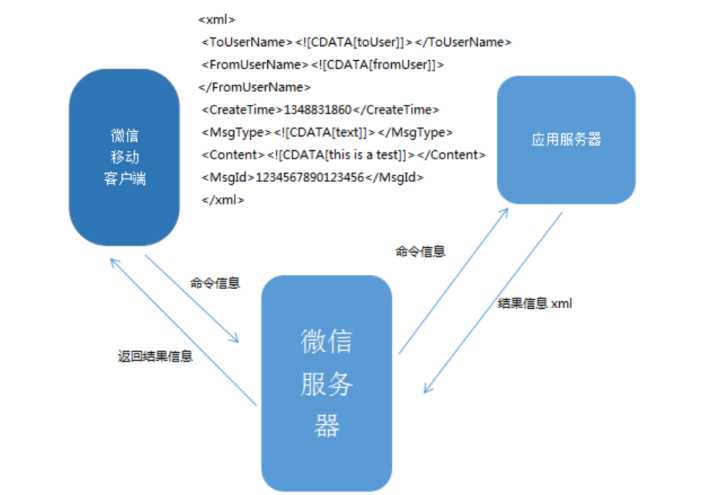 <xml>
<ToUserName><![CDATA[toUser]]></ToUserName>
<FromUserName><![CDATA[fromUser]]>
</FromUserName>
<CreateTime>1348831860</CreateTime>
<MsgType><![CDATA[text]]></MsgType>
<Content><![CDATA[this is a test]]></Content>
<MsgId>1234567890123456</MsgId>
</xml>
微信
移动
客户端
应用服务器
命令信息
命令信息
结果信息 xml
返回结果信息
微信
服务
器